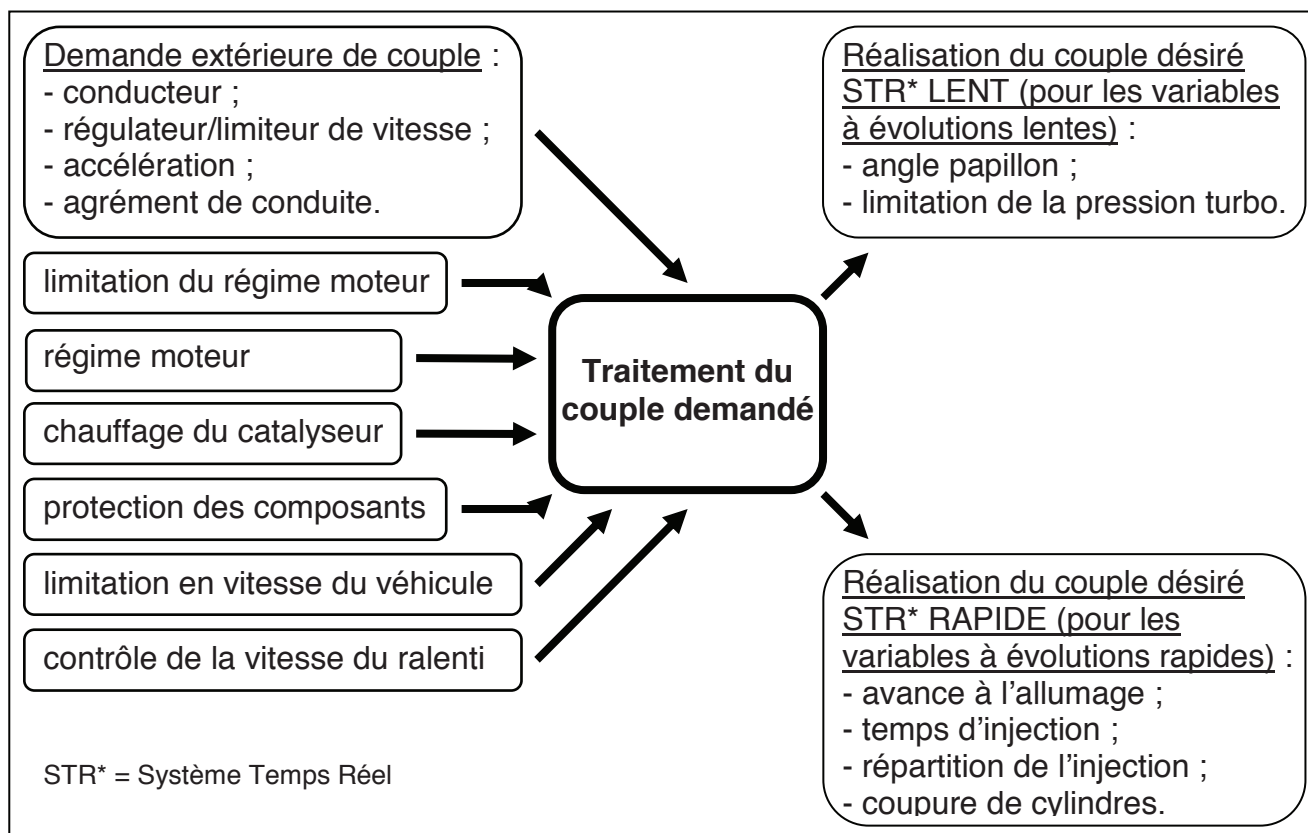 Demande extérieure de couple :
- conducteur ;
- régulateur/limiteur de vitesse ;
- accélération ;
- agrément de conduite.
limitation du régime moteur
régime moteur
chauffage du catalyseur
protection des composants
limitation en vitesse du véhicule
contrôle de la vitesse du ralenti
STR* = Système Temps Réel
Traitement du
couple demandé
Réalisation du couple désiré
STR* LENT (pour les variables
à évolutions lentes) :
- angle papillon ;
- limitation de la pression turbo.
Réalisation du couple désiré
STR* RAPIDE (pour les
variables à évolutions rapides) :
- avance à l’allumage ;
- temps d’injection ;
- répartition de l’injection ;
- coupure de cylindres.